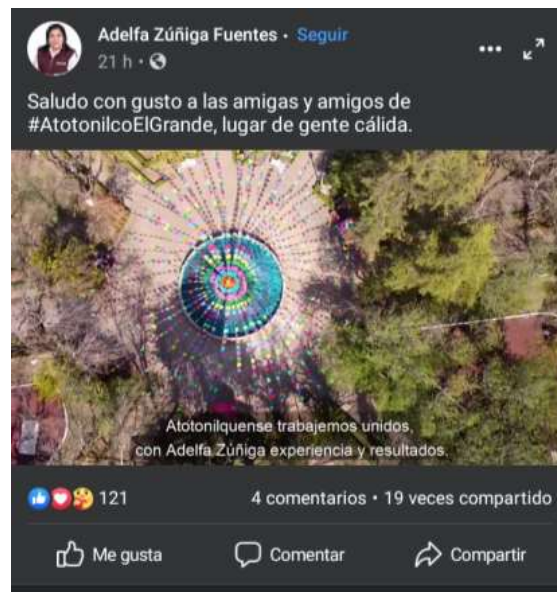 Adelfa Zúñiga Fuentes · Seguir
21 h ·
Saludo con gusto a las amigas y amigos de
#AtotonilcoElGrande, lugar de gente cálida.
Atotonilquense trabajemos unidos,
con Adelfa Zúñiga experiencia y resultados.
121
4 comentarios • 19 veces compartido
Me gusta
Comentar
Compartir